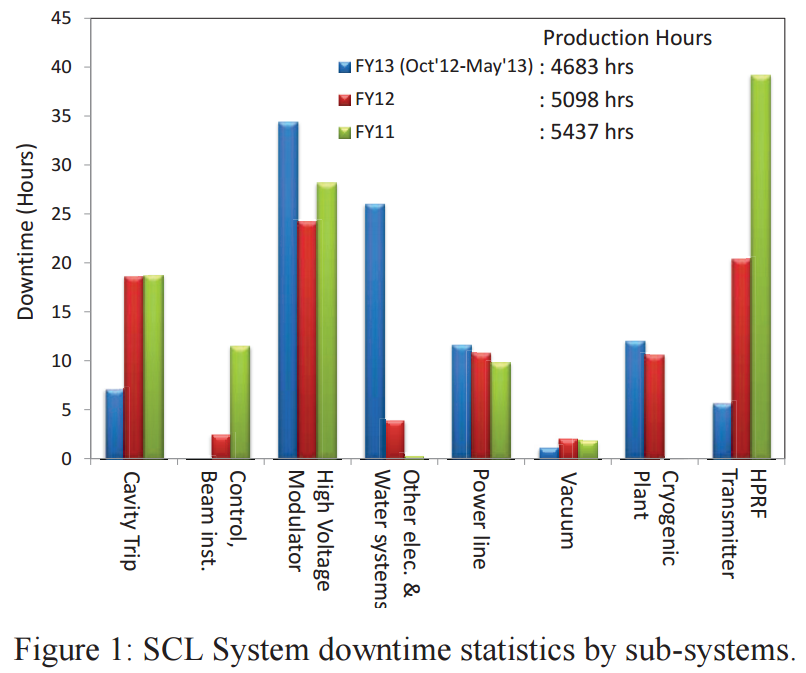 45
40
35
30
25
20
15
10
5
0
Downtime (Hours)
Production Hours
FY13 (Oct'12-May'13) : 4683 hrs
FY12 : 5098 hrs
FY11 : 5437 hrs
Cavity Trip
Control,
Beam inst.
High Voltage
Modulator
Other elec. &
Water systems
Power line
Vacuum
Cryogenic
Plant
HPRF
Transmitter
Figure 1: SCL System downtime statistics by sub-systems.